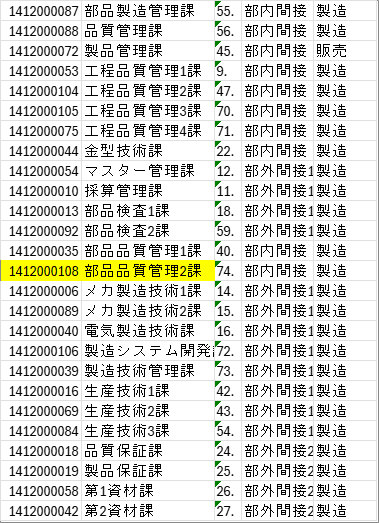 1412000087 部品製造管理課 55. 部内間接 製造
1412000088 品質管理課 56. 部内間接 製造
1412000072 製品管理課 45. 部内間接 販売
1412000053 工程品質管理1課 9. 部内間接 製造
1412000104 工程品質管理2課 47. 部内間接 製造
1412000105 工程品質管理3課 70. 部内間接 製造
1412000075 工程品質管理4課 71. 部内間接 製造
1412000044 金型技術課 22. 部内間接 製造
1412000054 マスター管理課 12. 部外間接1 製造
1412000010 採算管理課 11. 部外間接1 製造
1412000013 部品検査1課 18. 部外間接1 製造
1412000092 部品検査2課 59. 部外間接1 製造
1412000035 部品品質管理1課 40. 部内間接 製造
1412000108 部品品質管理2課 74. 部内間接 製造
1412000006 メカ製造技術1課 14. 部外間接1 製造
1412000089 メカ製造技術2課 15. 部外間接1 製造
1412000040 電気製造技術課 16. 部外間接1 製造
1412000106 製造システム開発 72. 部外間接1 製造
1412000039 製造技術管理課 73. 部外間接1 製造
1412000016 生産技術1課 42. 部外間接1 製造
1412000069 生産技術2課 43. 部外間接1 製造
1412000084 生産技術3課 54. 部外間接1 製造
1412000018 品質保証課 24. 部外間接2 製造
1412000019 製品保証課 25. 部外間接2 製造
1412000058 第1資材課 26. 部外間接2 製造
1412000042 第2資材課 27. 部外間接2 製造